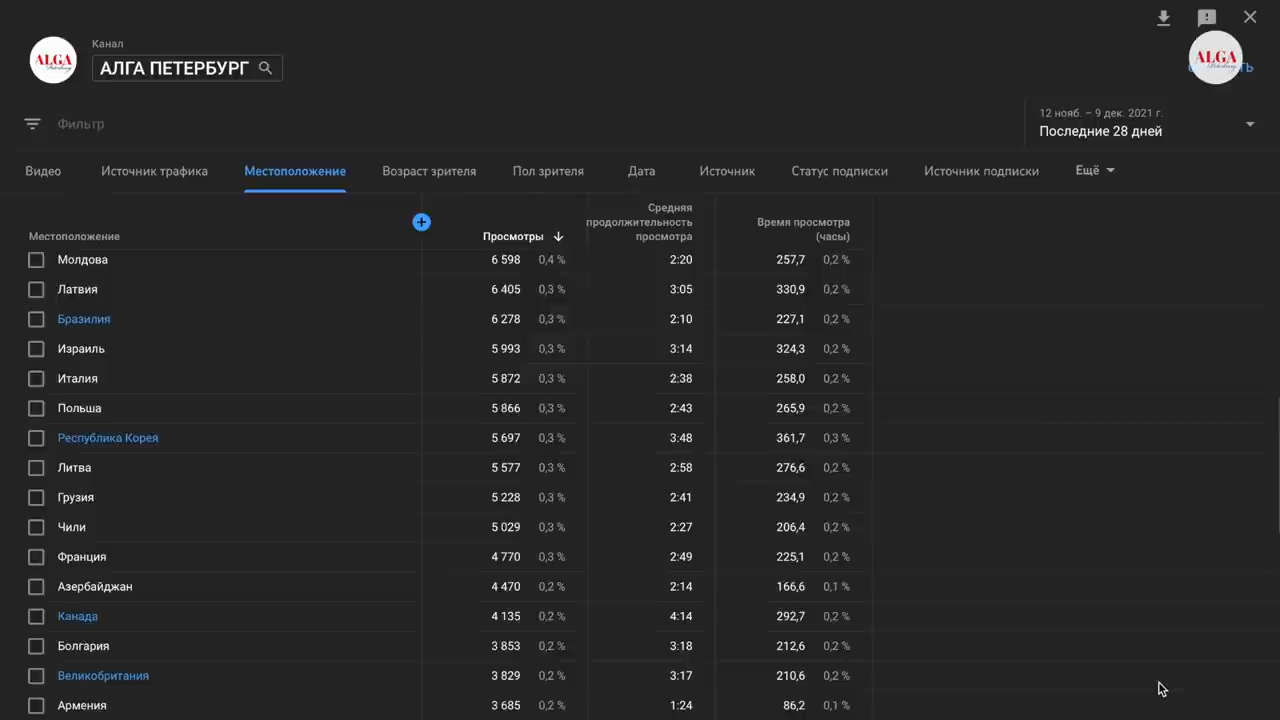 Канал
ALGA
Petersburg
АЛГА ПЕТЕРБУРГ
ALGA
Petersburg
ТЬ
Фильтр
12 нояб. – 9 дек. 2021 г.
Последние 28 дней
Видео Источник трафика Местоположение Возраст зрителя Пол зрителя Дата Источник Статус подписки Источник подписки Ещё
Местоположение Просмотры Средняя продолжительность просмотра Время просмотра (часы)
Молдова 6 598 0,4 % 2:20 257,7 0,2 %
Латвия 6 405 0,3 % 3:05 330,9 0,2 %
Бразилия 6 278 0,3 % 2:10 227,1 0,2 %
Израиль 5 993 0,3 % 3:14 324,3 0,2 %
Италия 5 872 0,3 % 2:38 258,0 0,2 %
Польша 5 866 0,3 % 2:43 265,9 0,2 %
Республика Корея 5 697 0,3 % 3:48 361,7 0,3 %
Литва 5 577 0,3 % 2:58 276,6 0,2 %
Грузия 5 228 0,3 % 2:41 234,9 0,2 %
Чили 5 029 0,3 % 2:27 206,4 0,2 %
Франция 4 770 0,3 % 2:49 225,1 0,2 %
Азербайджан 4 470 0,2 % 2:14 166,6 0,1 %
Канада 4 135 0,2 % 4:14 292,7 0,2 %
Болгария 3 853 0,2 % 3:18 212,6 0,2 %
Великобритания 3 829 0,2 % 3:17 210,6 0,2 %
Армения 3 685 0,2 % 1:24 86,2 0,1 %